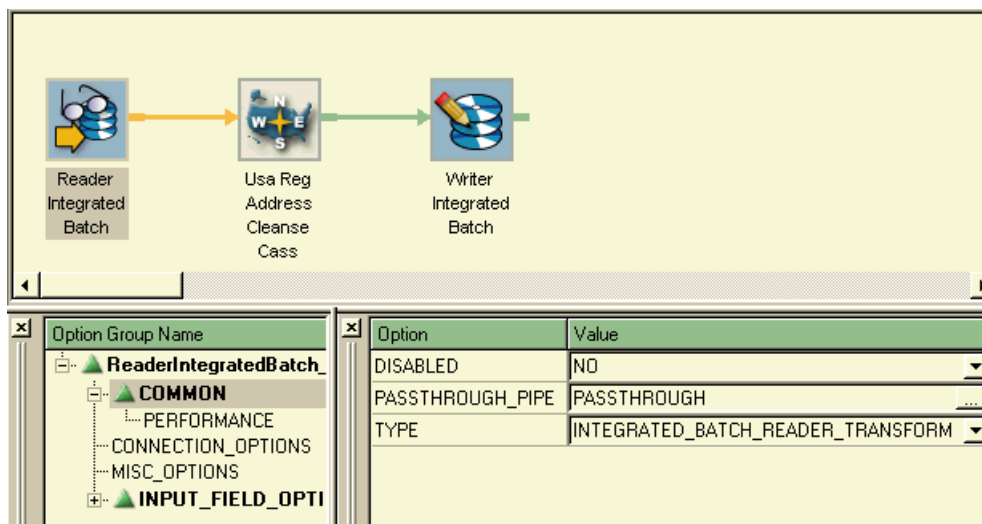 N
W E
S
Reader
Integrated
Batch
Usa Reg
Address
Cleanse
Cass
Writer
Integrated
Batch
Option Group Name
ReaderIntegratedBatch_
COMMON
PERFORMANCE
CONNECTION_OPTIONS
MISC_OPTIONS
INPUT_FIELD_OPTI
Option Value
DISABLED NO
PASSTHROUGH_PIPE PASSTHROUGH ...
TYPE INTEGRATED_BATCH_READER_TRANSFORM